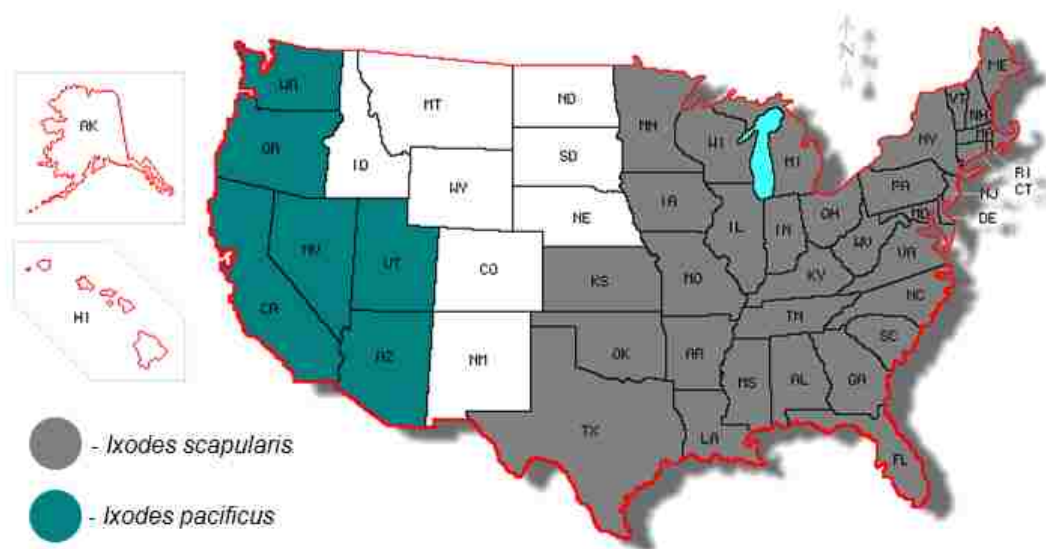 WA
OR
CA
NV
ID
MT
WY
UT
AZ
CO
NM
ND
SD
NE
KS
OK
TX
MN
IA
MO
AR
LA
WI
IL
MI
IN
OH
KY
TN
MS
AL
GA
FL
SC
NC
VA
WV
PA
NY
VT
NH
ME
MA
MD
RI
CT
NJ
DE
N
AK
HI
- Ixodes scapularis
- Ixodes pacificus